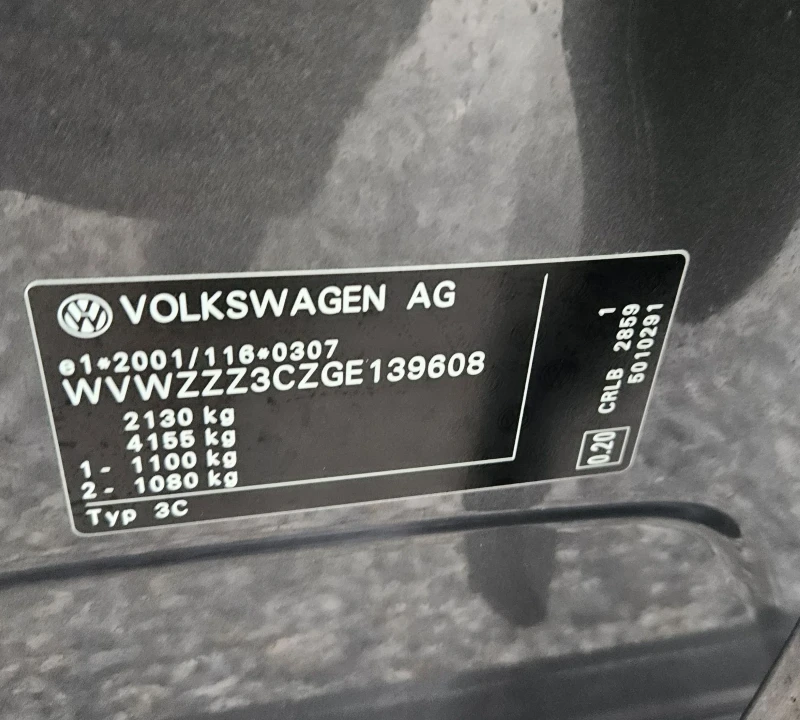 VOLKSWAGEN AG
e1*2001/116*0307
WVWZZZ3CZGE139608
2130 kg
4155 kg
1- 1100 kg
2- 1080 kg
Typ 3C
1
CRLB 2859
5010291
0.20